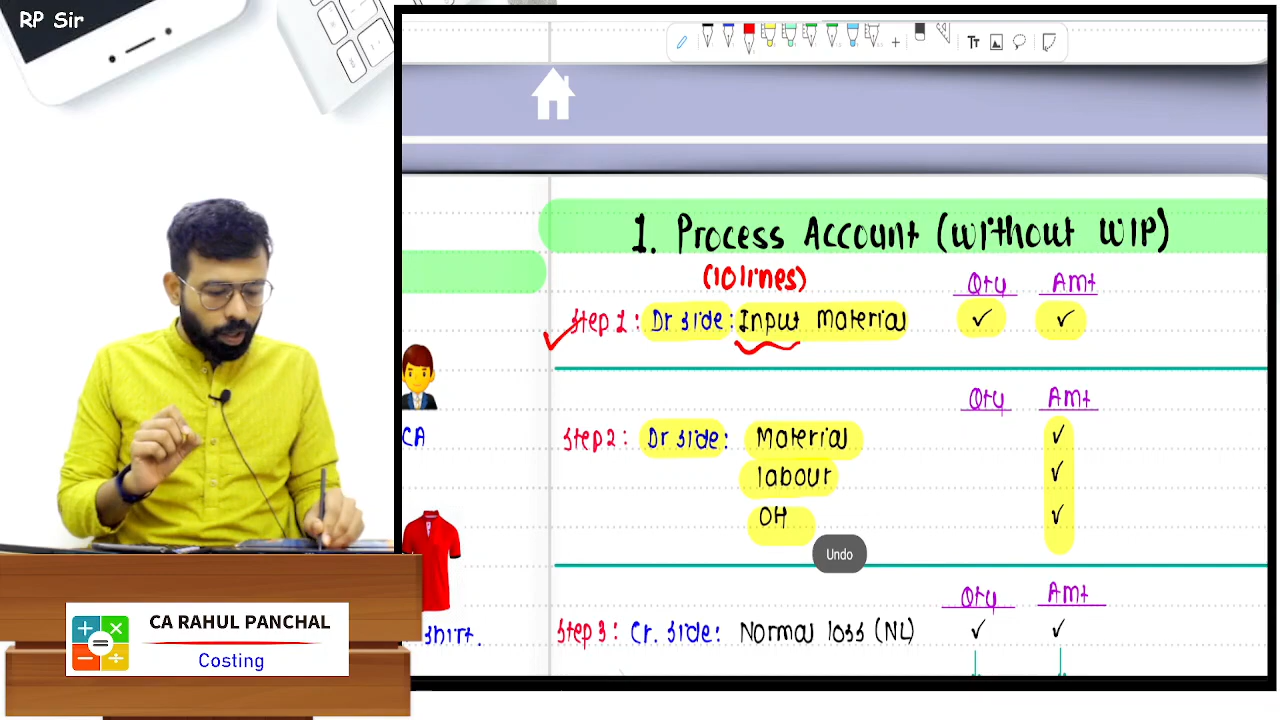 RP Sir
Tт
1. Process Account (without WIP)
(10 lines)
Qty Amt
Step 1: Dr side: Input Material ✓ ✓
Qty Amt
Step 2: Dr side: Material ✓
labour ✓
OH ✓
Undo
Qty Amt
Step 3: Cr. side: Normal loss (NL) ✓ ✓
CA
shirt.
CA RAHUL PANCHAL
Costing